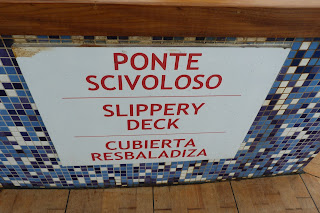 PONTE
SCIVOLOSO
SLIPPERY
DECK
CUBIERTA
RESBALADIZA